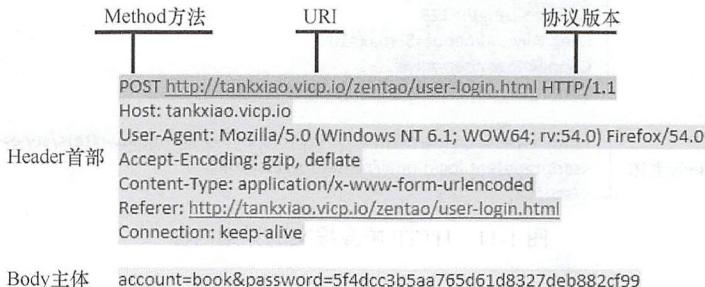 Method方法 URI 协议版本
POST http://tankxiao.vicp.io/zentao/user-login.html HTTP/1.1
Host: tankxiao.vicp.io
User-Agent: Mozilla/5.0 (Windows NT 6.1; WOW64; rv:54.0) Firefox/54.0
Header首部 Accept-Encoding: gzip, deflate
Content-Type: application/x-www-form-urlencoded
Referer: http://tankxiao.vicp.io/zentao/user-login.html
Connection: keep-alive
Body主体 account=book&password=5f4dcc3b5aa765d61d8327deb882cf99